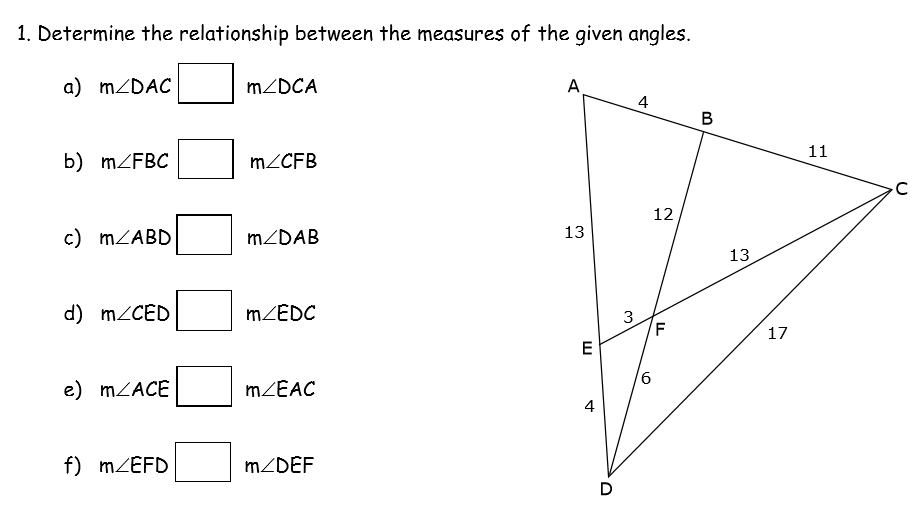 1. Determine the relationship between the measures of the given angles.
a) m∠DAC m∠DCA
b) m∠FBC m∠CFB
c) m∠ABD m∠DAB
d) m∠CED m∠EDC
e) m∠ACE m∠EAC
f) m∠EFD m∠DEF
A
4
B
11
C
12
13
13
3
F
17
E
6
4
D